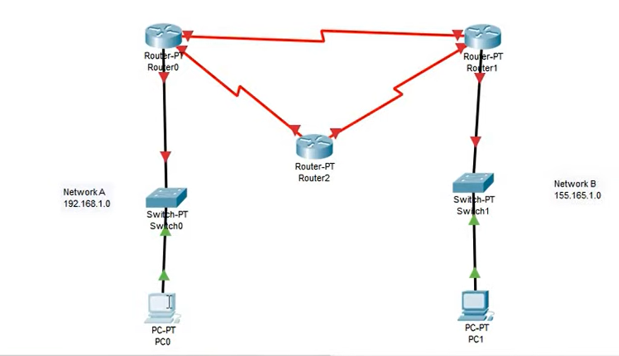 Router-PT
Router0
Router-PT
Router1
Router-PT
Router2
Network A
192.168.1.0
Switch-PT
Switch0
Switch-PT
Switch1
Network B
155.165.1.0
PC-PT
PC0
PC-PT
PC1